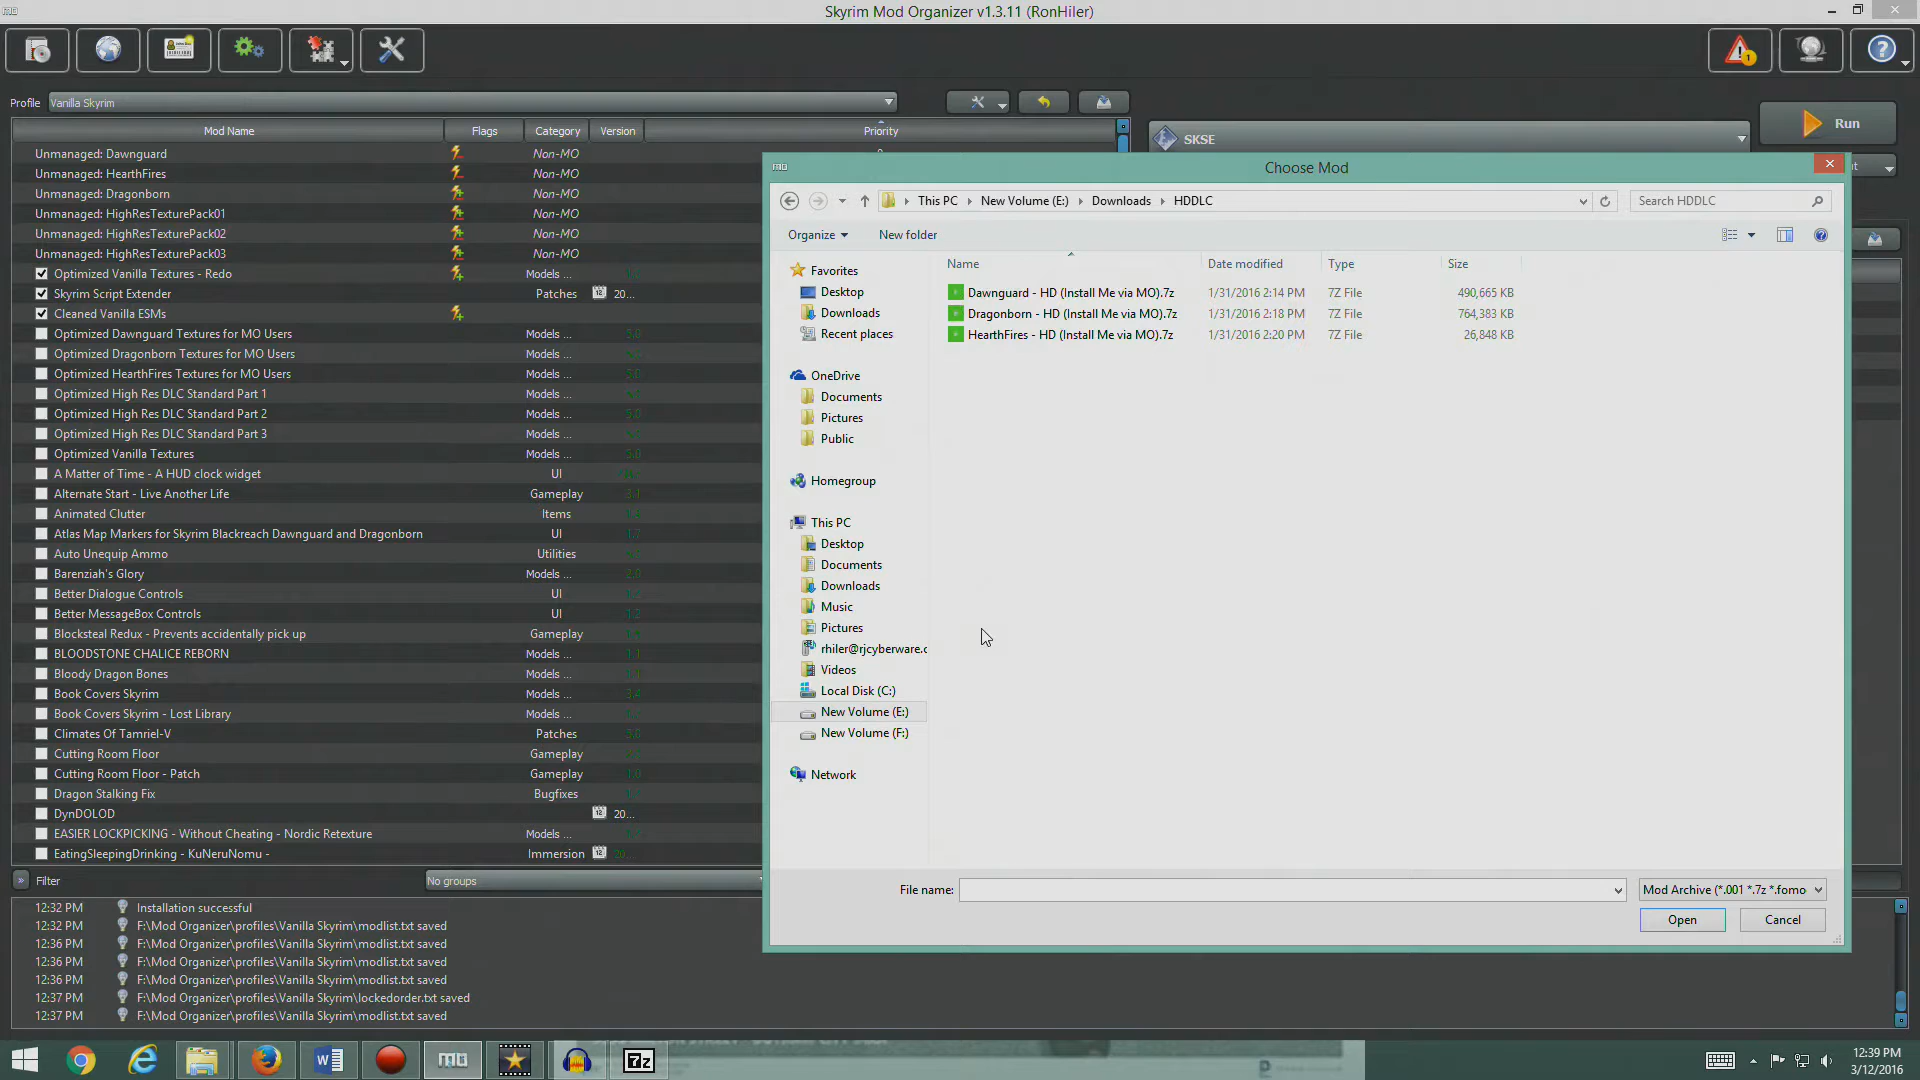 Skyrim Mod Organizer v1.3.11 (RonHiler)
Profile Vanilla Skyrim
Mod Name Flags Category Version Priority
SKSE
Run
Unmanaged: Dawnguard Non-MO
Unmanaged: HearthFires Non-MO
Unmanaged: Dragonborn Non-MO
Unmanaged: HighResTexturePack01 Non-MO
Unmanaged: HighResTexturePack02 Non-MO
Unmanaged: HighResTexturePack03 Non-MO
Optimized Vanilla Textures - Redo Models ...
Skyrim Script Extender Patches 20...
Cleaned Vanilla ESMs
Optimized Dawnguard Textures for MO Users Models ...
Optimized Dragonborn Textures for MO Users Models ...
Optimized HearthFires Textures for MO Users Models ...
Optimized High Res DLC Standard Part 1 Models ...
Optimized High Res DLC Standard Part 2 Models ...
Optimized High Res DLC Standard Part 3 Models ...
Optimized Vanilla Textures Models ...
A Matter of Time - A HUD clock widget UI
Alternate Start - Live Another Life Gameplay
Animated Clutter Items
Atlas Map Markers for Skyrim Blackreach Dawnguard and Dragonborn UI
Auto Unequip Ammo Utilities
Barenziah's Glory Models ...
Better Dialogue Controls UI
Better MessageBox Controls UI
Blocksteal Redux - Prevents accidentally pick up Gameplay
BLOODSTONE CHALICE REBORN Models ...
Bloody Dragon Bones Models ...
Book Covers Skyrim Models ...
Book Covers Skyrim - Lost Library Models ...
Climates Of Tamriel-V Patches
Cutting Room Floor Gameplay
Cutting Room Floor - Patch Gameplay
Dragon Stalking Fix Bugfixes
DynDOLOD 20...
EASIER LOCKPICKING - Without Cheating - Nordic Retexture Models ...
EatingSleepingDrinking - KuNeruNomu - Immersion
Filter No groups
12:32 PM Installation successful
12:32 PM F:\Mod Organizer\profiles\Vanilla Skyrim\modlist.txt saved
12:36 PM F:\Mod Organizer\profiles\Vanilla Skyrim\modlist.txt saved
12:36 PM F:\Mod Organizer\profiles\Vanilla Skyrim\modlist.txt saved
12:36 PM F:\Mod Organizer\profiles\Vanilla Skyrim\modlist.txt saved
12:37 PM F:\Mod Organizer\profiles\Vanilla Skyrim\lockedorder.txt saved
12:37 PM F:\Mod Organizer\profiles\Vanilla Skyrim\modlist.txt saved
Choose Mod
This PC New Volume (E:) Downloads HDDLC
Search HDDLC
Organize New folder
Name Date modified Type Size
Dawnguard - HD (Install Me via MO).7z 1/31/2016 2:14 PM 7Z File 490,665 KB
Dragonborn - HD (Install Me via MO).7z 1/31/2016 2:18 PM 7Z File 764,383 KB
HearthFires - HD (Install Me via MO).7z 1/31/2016 2:20 PM 7Z File 26,848 KB
Favorites
Desktop
Downloads
Recent places
OneDrive
Documents
Pictures
Public
Homegroup
This PC
Desktop
Documents
Downloads
Music
Pictures
rhiler@rjcyberware.c
Videos
Local Disk (C:)
New Volume (E:)
New Volume (F:)
Network
File name:
Mod Archive (*.001 *.7z *.fomo
Open Cancel
12:39 PM
3/12/2016